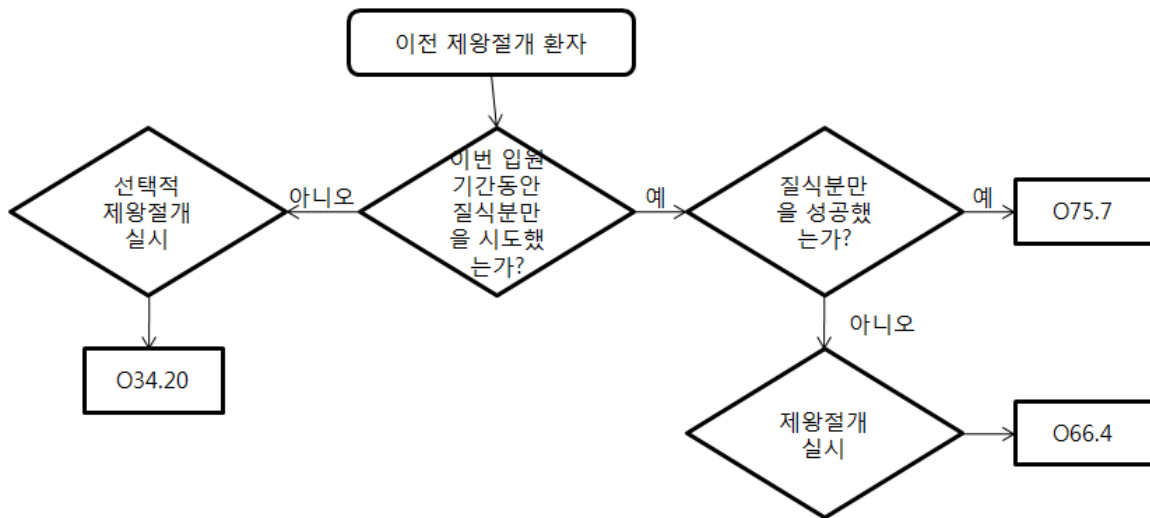 이전 제왕절개 환자
이번 입원
기간동안
질식분만
을 시도했
는가?
아니오
선택적
제왕절개
실시
O34.20
예
질식분만
을 성공했
는가?
예
O75.7
아니오
제왕절개
실시
O66.4